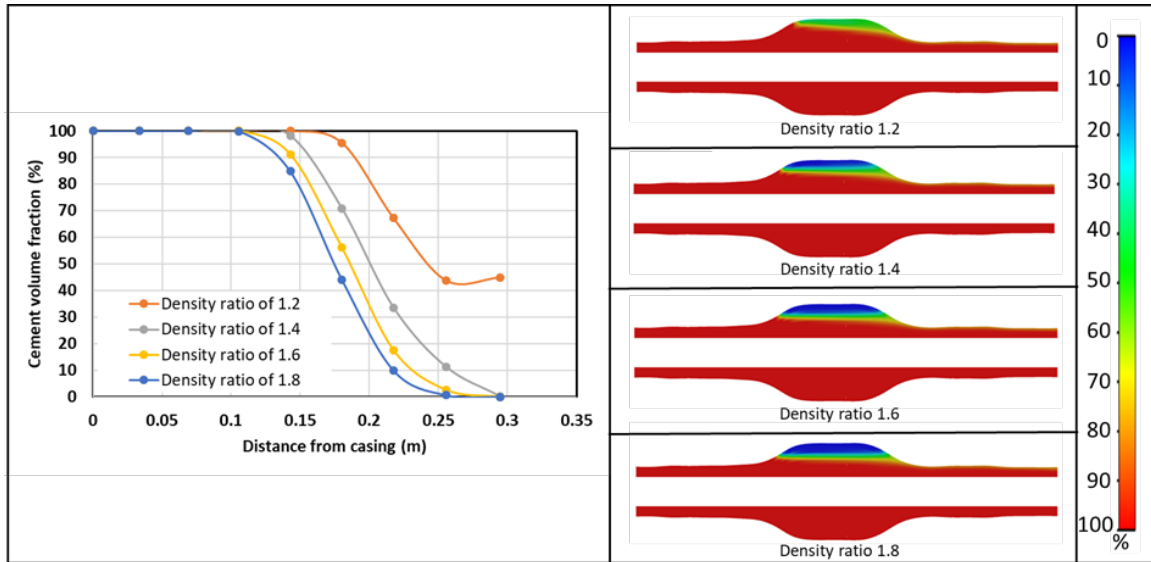 Cement volume fraction (%)
100
90
80
70
60
50
40
30
20
10
0
Density ratio of 1.2
Density ratio of 1.4
Density ratio of 1.6
Density ratio of 1.8
0 0.05 0.1 0.15 0.2 0.25 0.3 0.35
Distance from casing (m)
Density ratio 1.2
Density ratio 1.4
Density ratio 1.6
Density ratio 1.8
0
10
20
30
40
50
60
70
80
90
100
%